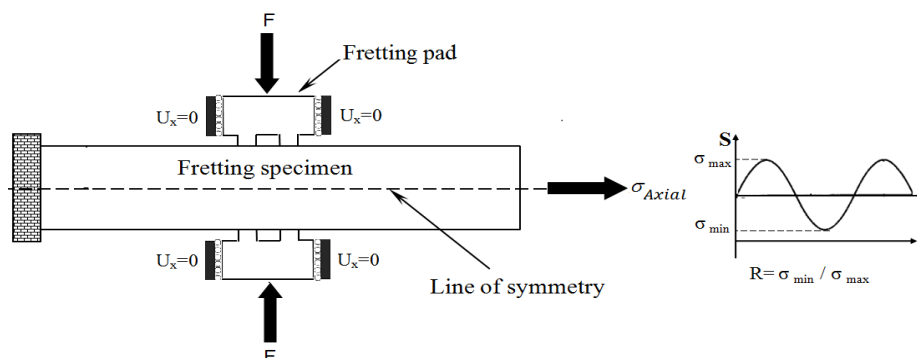 F
Fretting pad
Uₓ=0
Uₓ=0
Fretting specimen
σ_Axial
Uₓ=0
Uₓ=0
Line of symmetry
F
S
σ max
σ min
R= σ min / σ max